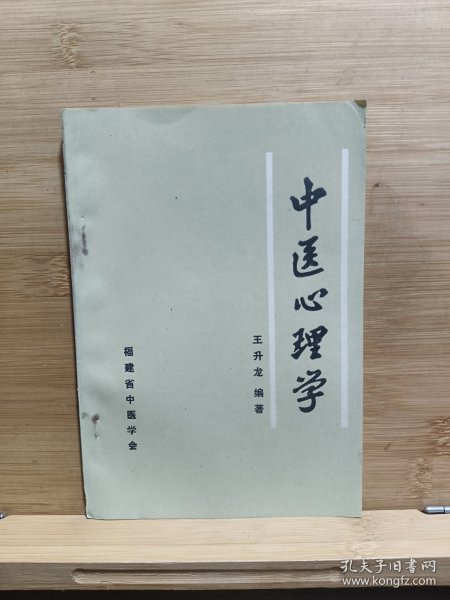 中医心理学
王升龙 编著
福建省中医学会
孔夫子旧书网
www.kongfz.com